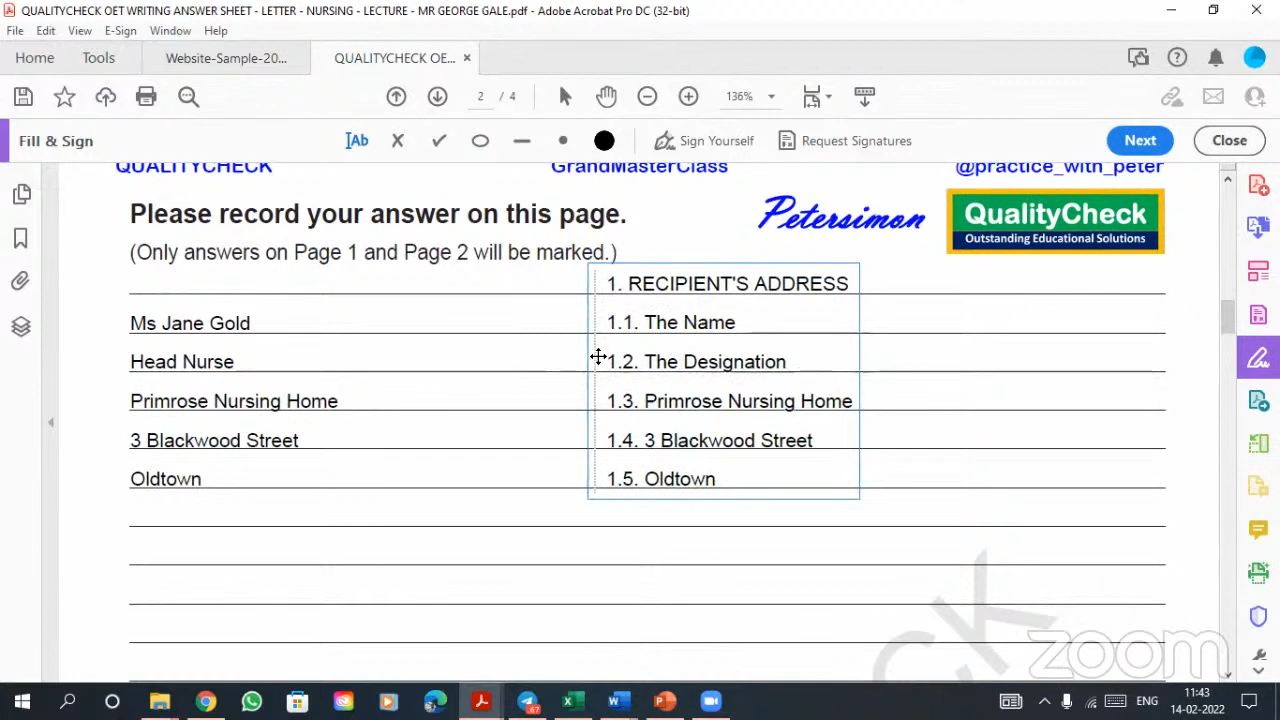 QUALITYCHECK OET WRITING ANSWER SHEET - LETTER - NURSING - LECTURE - MR GEORGE GALE.pdf - Adobe Acrobat Pro DC (32-bit)
File Edit View E-Sign Window Help
Home Tools Website-Sample-20... QUALITYCHECK OE... ×
2 / 4 136%
Fill & Sign Ab Sign Yourself Request Signatures Next Close
QUALITYCHECK GrandMasterClass @practice_with_peter
Please record your answer on this page.
Petersimon
QualityCheck
Outstanding Educational Solutions
(Only answers on Page 1 and Page 2 will be marked.)
1. RECIPIENT'S ADDRESS
Ms Jane Gold 1.1. The Name
Head Nurse 1.2. The Designation
Primrose Nursing Home 1.3. Primrose Nursing Home
3 Blackwood Street 1.4. 3 Blackwood Street
Oldtown 1.5. Oldtown
CK
zoom
ENG 11:43
14-02-2022